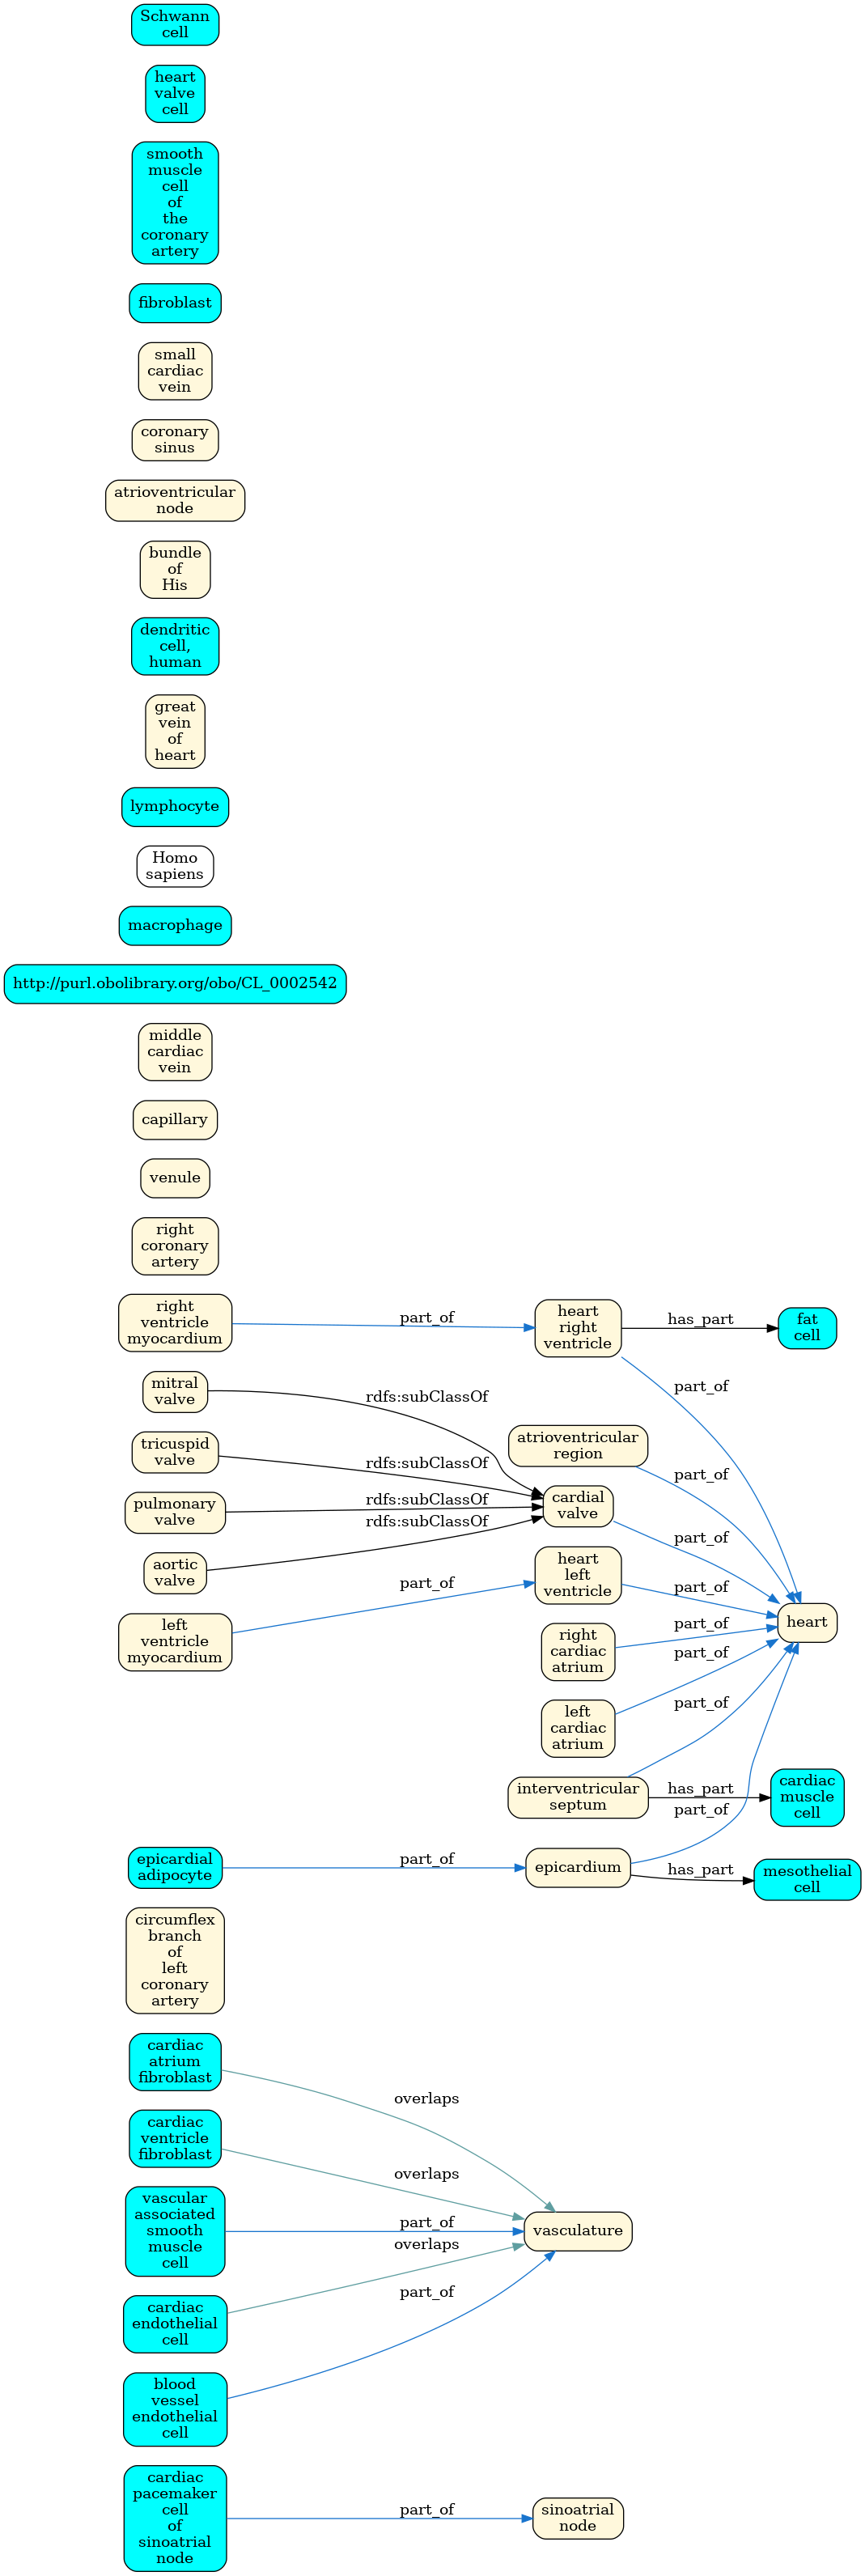 Schwann
cell
heart
valve
cell
smooth
muscle
cell
of
the
coronary
artery
fibroblast
small
cardiac
vein
coronary
sinus
atrioventricular
node
bundle
of
His
dendritic
cell,
human
great
vein
of
heart
lymphocyte
Homo
sapiens
macrophage
http://purl.obolibrary.org/obo/CL_0002542
middle
cardiac
vein
capillary
venule
right
coronary
artery
right
ventricle
myocardium
part_of
heart
right
ventricle
has_part
fat
cell
part_of
mitral
valve
rdfs:subClassOf
tricuspid
valve
rdfs:subClassOf
pulmonary
valve
rdfs:subClassOf
aortic
valve
rdfs:subClassOf
atrioventricular
region
part_of
cardial
valve
part_of
left
ventricle
myocardium
part_of
heart
left
ventricle
part_of
heart
right
cardiac
atrium
part_of
left
cardiac
atrium
part_of
interventricular
septum
part_of
has_part
cardiac
muscle
cell
epicardial
adipocyte
part_of
epicardium
part_of
has_part
mesothelial
cell
circumflex
branch
of
left
coronary
artery
cardiac
atrium
fibroblast
overlaps
cardiac
ventricle
fibroblast
overlaps
vascular
associated
smooth
muscle
cell
part_of
vasculature
cardiac
endothelial
cell
overlaps
blood
vessel
endothelial
cell
part_of
cardiac
pacemaker
cell
of
sinoatrial
node
part_of
sinoatrial
node